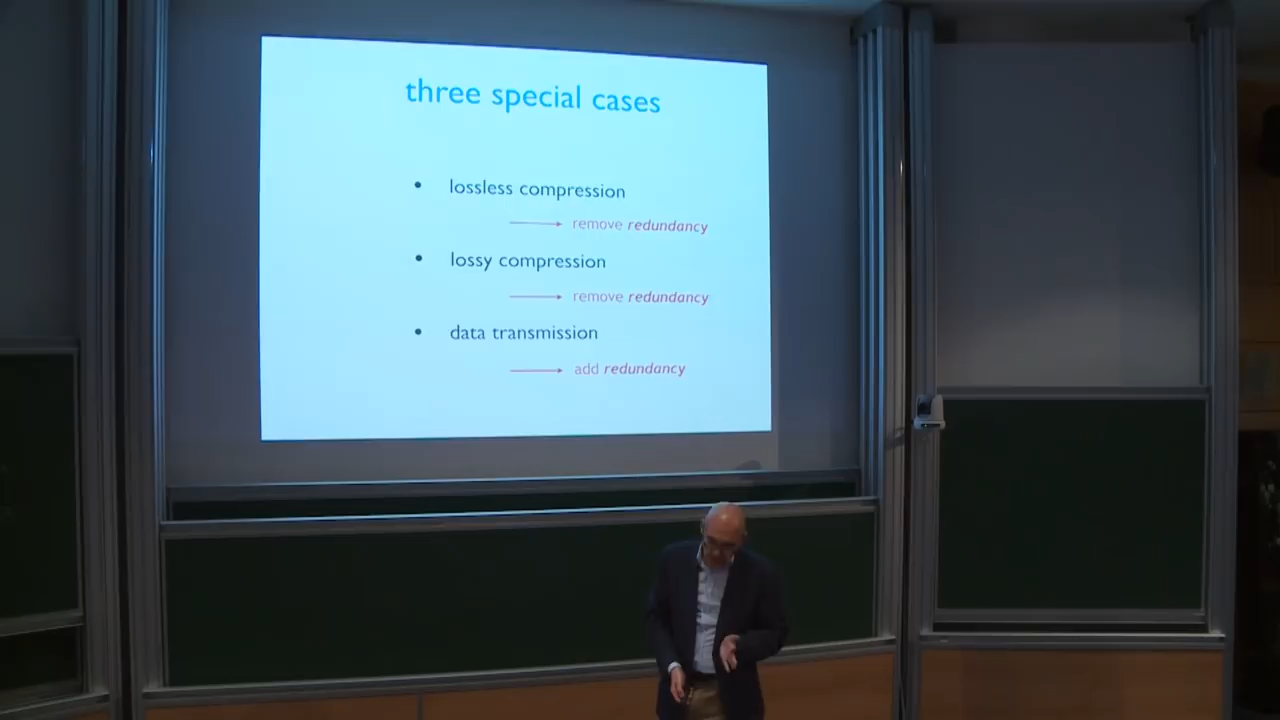 three special cases
• lossless compression
remove redundancy
• lossy compression
remove redundancy
• data transmission
add redundancy